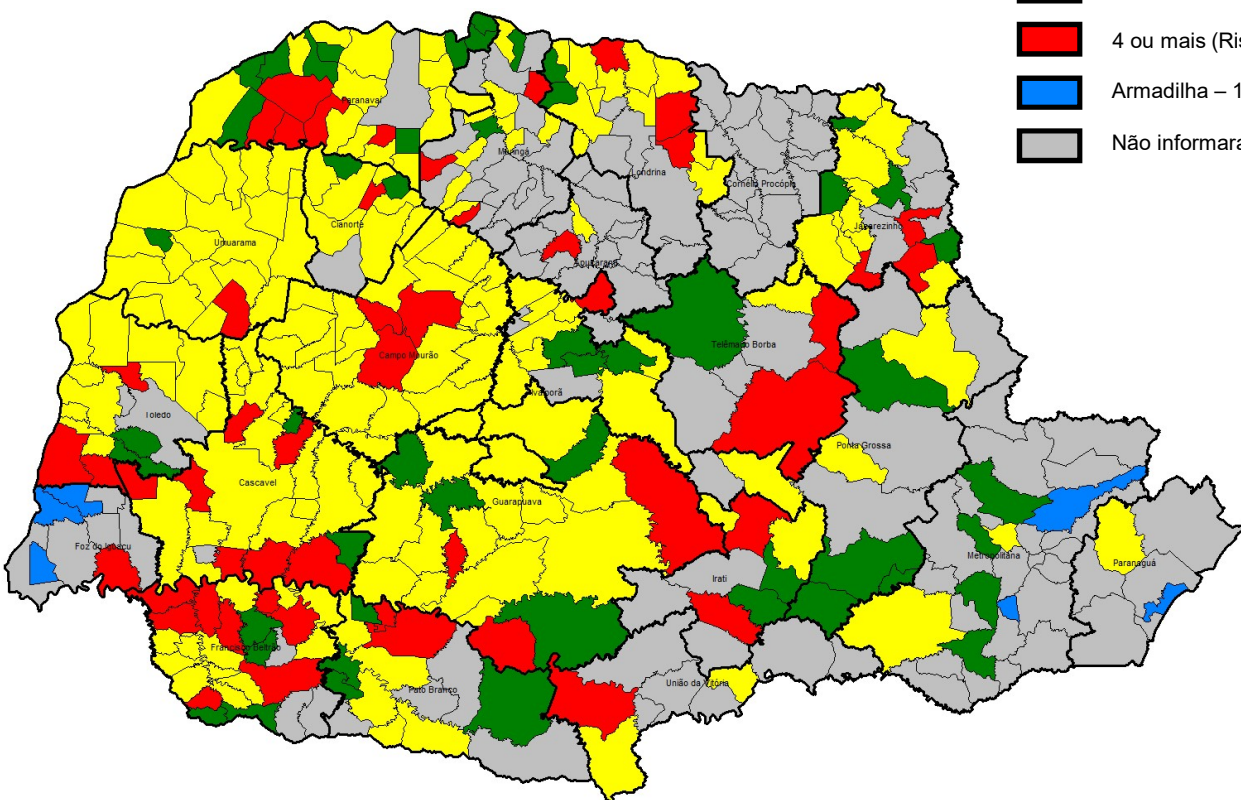 4 ou mais (Ris
Armadilha – 1
Não informara
Paranavaí
Maringá
Londrina
Cornélio Procópio
Jacarezinho
Umuarama
Cianorte
Apucarana
Campo Mourão
Telêmaco Borba
Ivaiporã
Toledo
Ponta Grossa
Cascavel
Guarapuava
Foz do Iguaçu
Metropolitana
Paranaguá
Irati
Francisco Beltrão
Pato Branco
União da Vitória